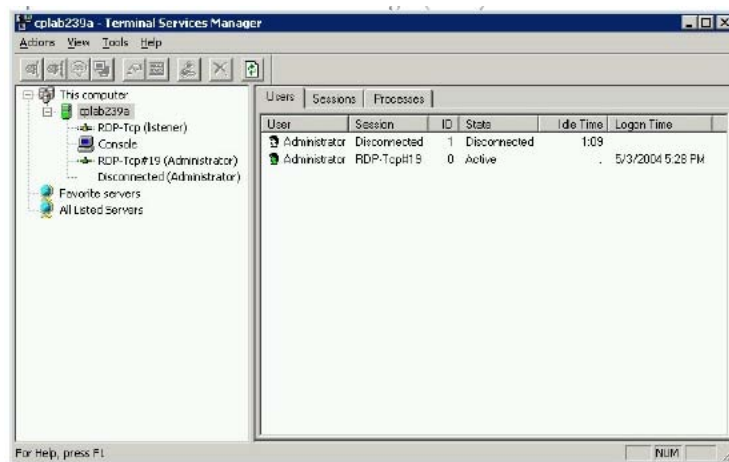 cplab239a - Terminal Services Manager
Actions View Tools Help
This computer
cplab239a
RDP-Tcp (listener)
Console
RDP-Tcp#19 (Administrator)
Disconnected (Administrator)
Favorite servers
All Listed Servers
Users Sessions Processes
User Session ID State Idle Time Logon Time
Administrator Disconnected 1 Disconnected 1:09
Administrator RDP-Tcp#19 0 Active . 5/3/2004 5:28 PM
For Help, press F1
NUM